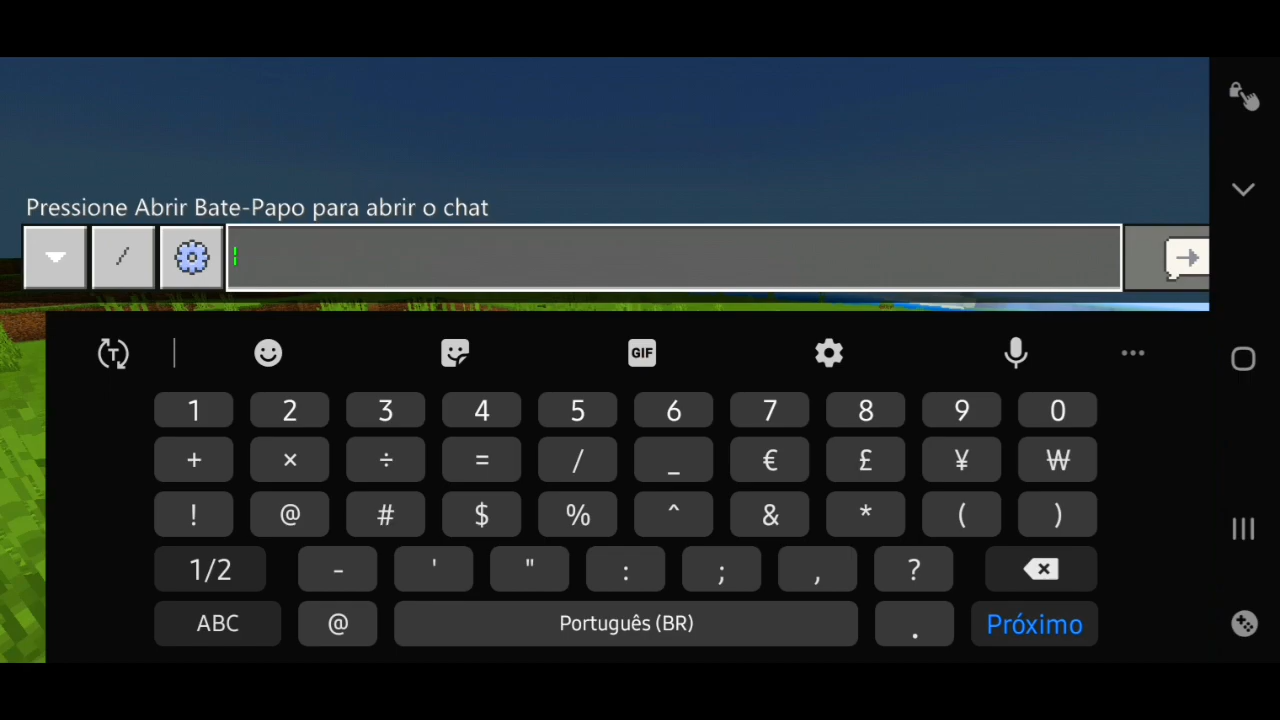 Pressione Abrir Bate-Papo para abrir o chat
/
T GIF
1 2 3 4 5 6 7 8 9 0
+ × ÷ = / _ € £ ¥ ₩
! @ # $ % ^ & * ( )
1/2 - ' " : ; , ?
ABC @ Português (BR) . Próximo